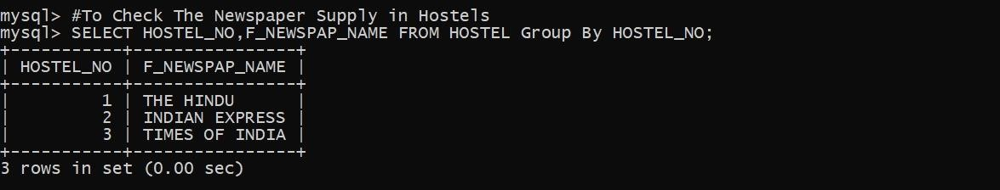 mysql> #To Check The Newspaper Supply in Hostels
mysql> SELECT HOSTEL_NO,F_NEWSPAP_NAME FROM HOSTEL Group By HOSTEL_NO;
+-----------+----------------+
| HOSTEL_NO | F_NEWSPAP_NAME |
+-----------+----------------+
|         1 | THE HINDU      |
|         2 | INDIAN EXPRESS |
|         3 | TIMES OF INDIA |
+-----------+----------------+
3 rows in set (0.00 sec)